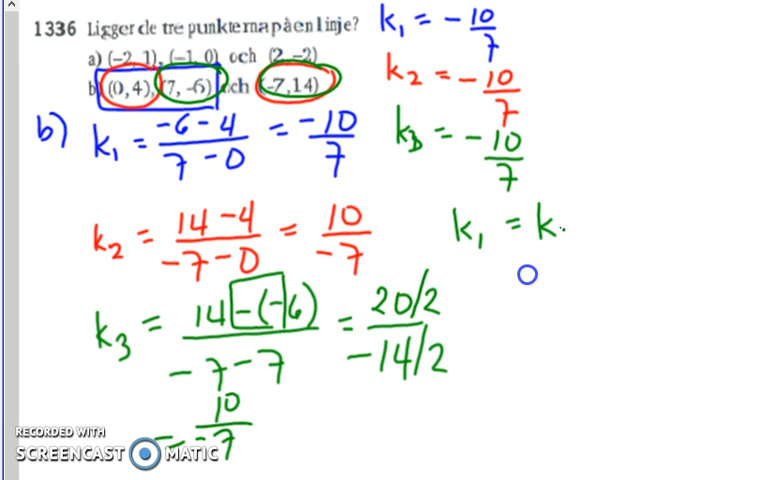 1336 Ligger de tre punkterna på en linje?
a) (−2, 1), (−1, 0) och (2, −2)
b) (0, 4), (7, −6) och (−7, 14)
k₁ = − 10/7
k₂ = − 10/7
k₃ = − 10/7
b) k₁ = −6 − 4 / 7 − 0 = −10 / 7
k₂ = 14 − 4 / −7 − 0 = 10 / −7
k₁ = k
k₃ = 14 − (−6) / −7 − 7 = 20/2 / −14/2
= 10 / −7
RECORDED WITH
SCREENCAST MATIC